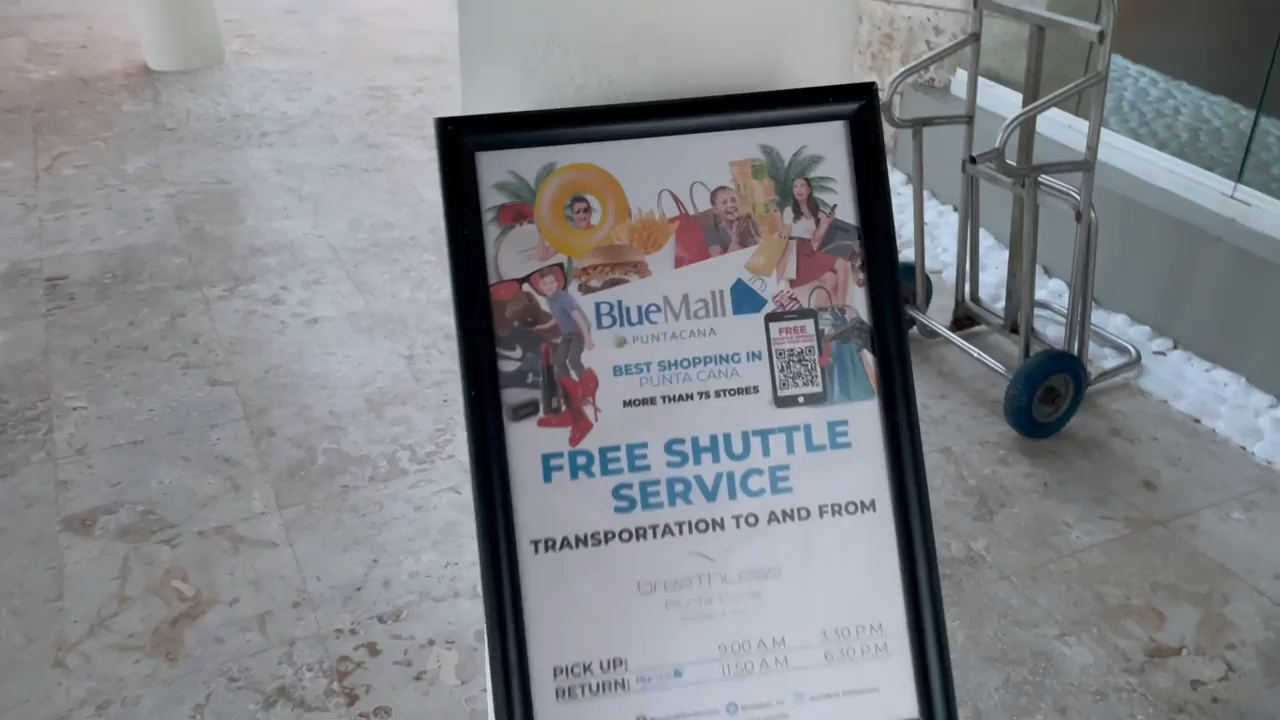 BlueMall
PUNTACANA
BEST SHOPPING IN
PUNTA CANA
MORE THAN 75 STORES
FREE
FREE SHUTTLE
SERVICE
TRANSPORTATION TO AND FROM
breathless
Punta Cana
PICK UP: 9:00 A.M 3:30 P.M.
RETURN: 11:50 A.M 6:30 P.M.